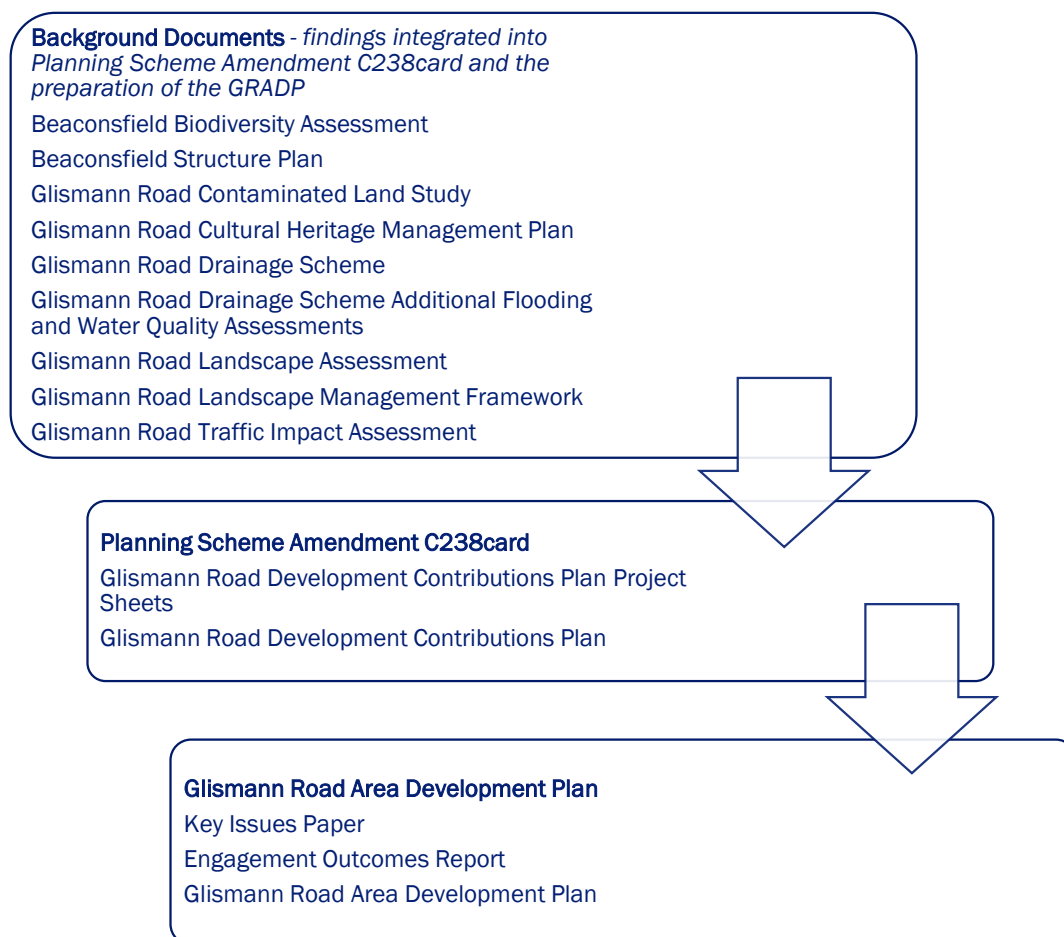 Background Documents - findings integrated into
Planning Scheme Amendment C238card and the
preparation of the GRADP
Beaconsfield Biodiversity Assessment
Beaconsfield Structure Plan
Glismann Road Contaminated Land Study
Glismann Road Cultural Heritage Management Plan
Glismann Road Drainage Scheme
Glismann Road Drainage Scheme Additional Flooding
and Water Quality Assessments
Glismann Road Landscape Assessment
Glismann Road Landscape Management Framework
Glismann Road Traffic Impact Assessment
Planning Scheme Amendment C238card
Glismann Road Development Contributions Plan Project
Sheets
Glismann Road Development Contributions Plan
Glismann Road Area Development Plan
Key Issues Paper
Engagement Outcomes Report
Glismann Road Area Development Plan